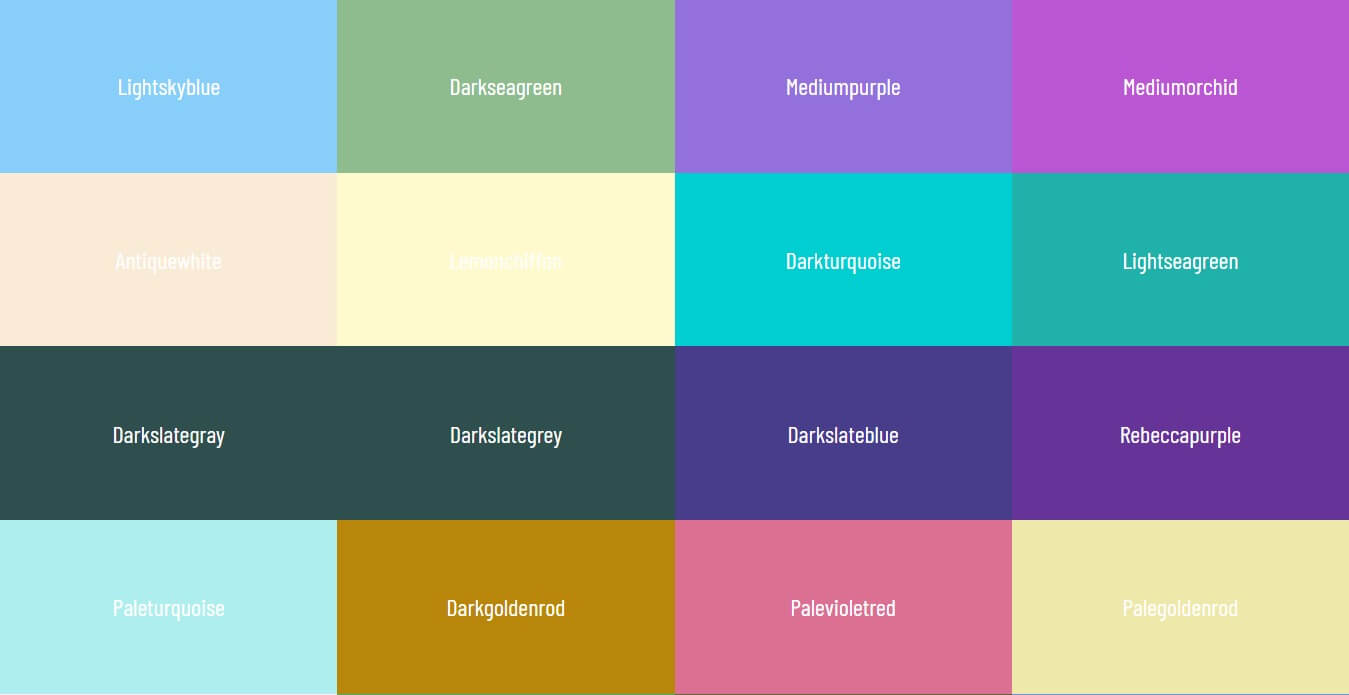 Lightskyblue
Darkseagreen
Mediumpurple
Mediumorchid
Antiquewhite
Lemonchiffon
Darkturquoise
Lightseagreen
Darkslategray
Darkslategrey
Darkslateblue
Rebeccapurple
Paleturquoise
Darkgoldenrod
Palevioletred
Palegoldenrod